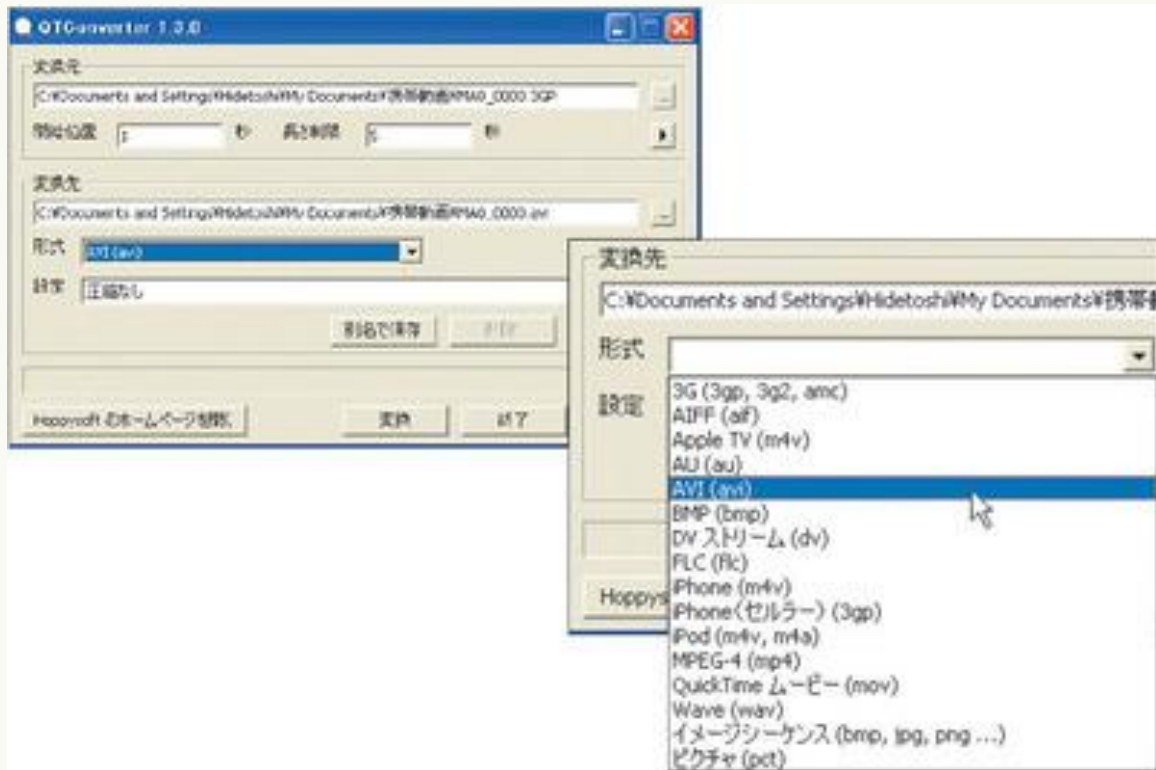 QTConverter 1.3.0
変換元
C:¥Documents and Settings¥Hidetoshi¥My Documents¥携帯動画¥MA0_0000.3GP
...
開始位置 1 秒 長さ制限 5 秒
変換先
C:¥Documents and Settings¥Hidetoshi¥My Documents¥携帯動画¥MA0_0000.avi
...
形式 AVI (avi)
設定 圧縮なし
別名で保存 削除
Hoppysoft のホームページを開く 変換 終了
変換先
C:¥Documents and Settings¥Hidetoshi¥My Documents¥携帯
形式
設定
3G (3gp, 3g2, amc)
AIFF (aif)
Apple TV (m4v)
AU (au)
AVI (avi)
BMP (bmp)
DV ストリーム (dv)
FLC (flc)
iPhone (m4v)
iPhone(セルラー) (3gp)
iPod (m4v, m4a)
MPEG-4 (mp4)
QuickTime ムービー (mov)
Wave (wav)
イメージシーケンス (bmp, jpg, png ...)
ピクチャ (pct)
Hoppys